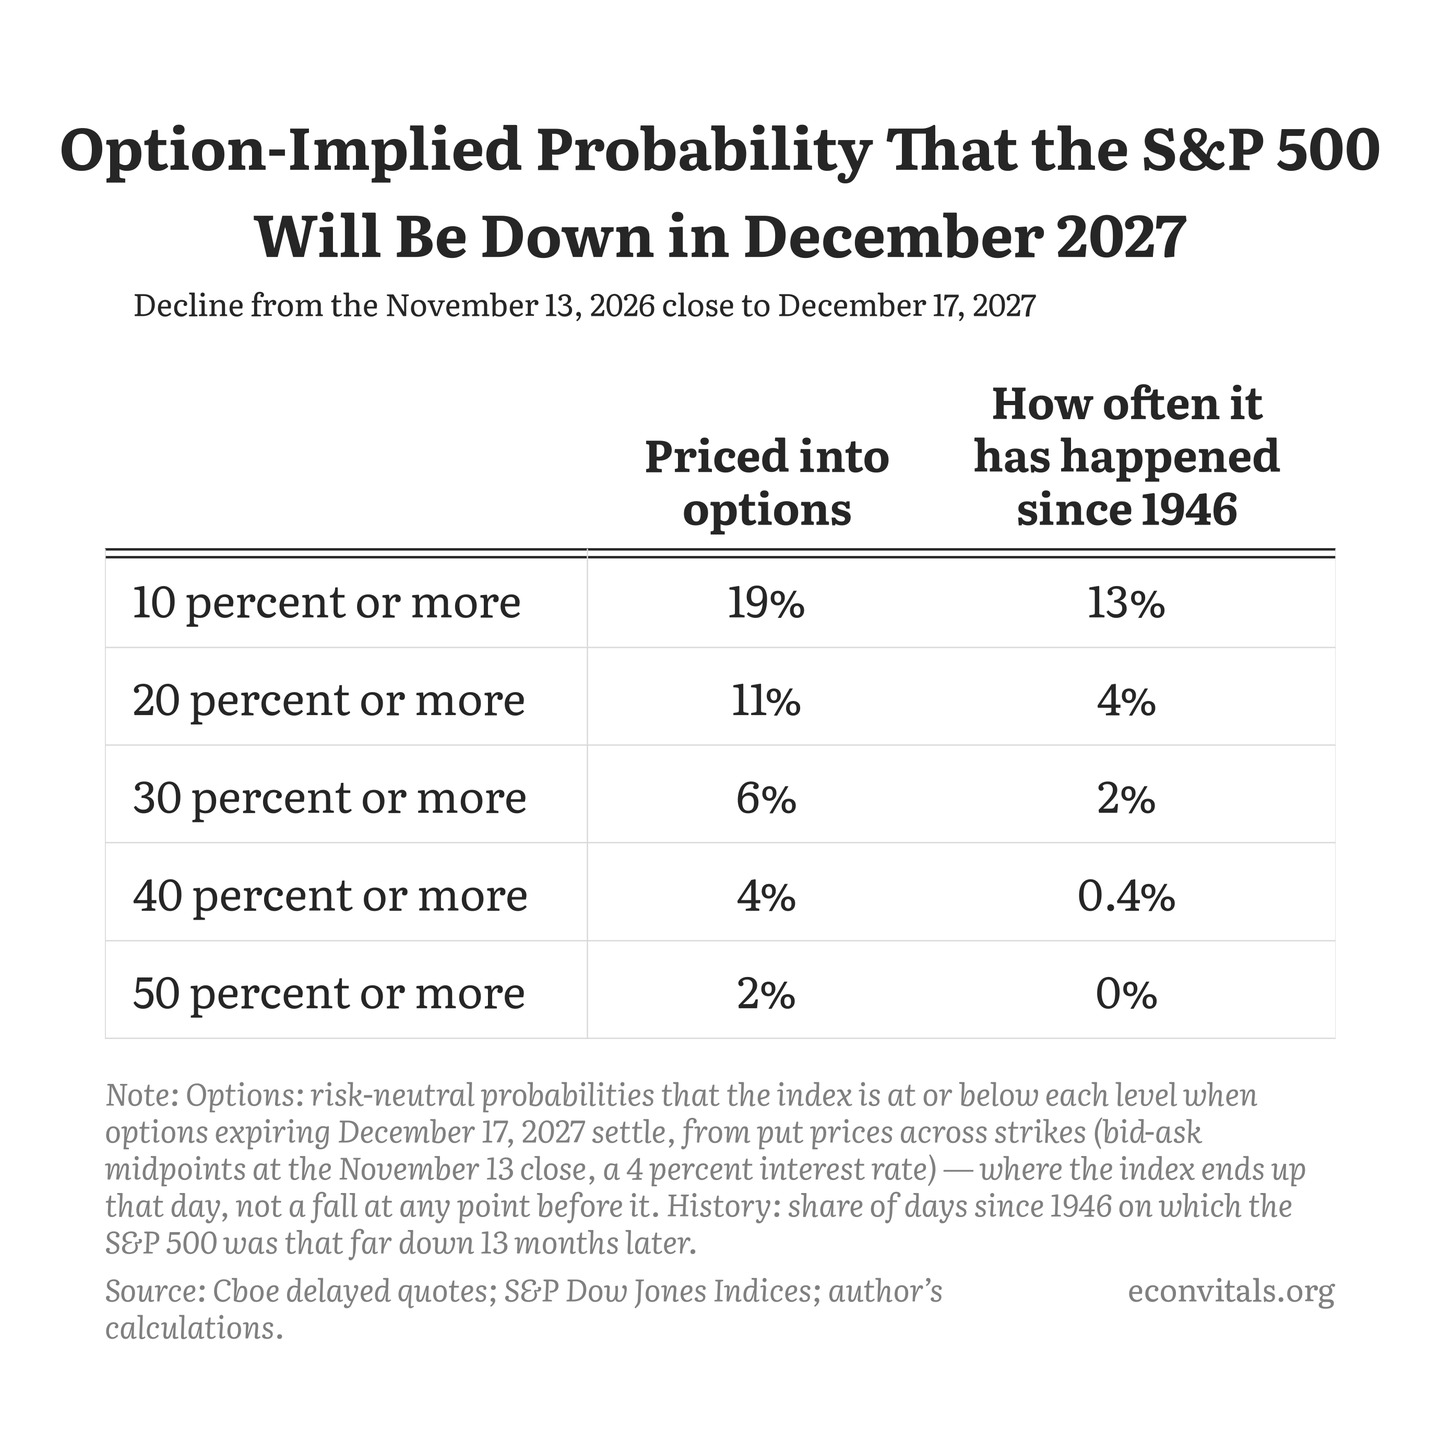 Option-Implied Probability That the S&P 500
Will Be Down in December 2027
Decline from the November 13, 2026 close to December 17, 2027
Priced into
options
How often it
has happened
since 1946
10 percent or more 19% 13%
20 percent or more 11% 4%
30 percent or more 6% 2%
40 percent or more 4% 0.4%
50 percent or more 2% 0%
Note: Options: risk-neutral probabilities that the index is at or below each level when
options expiring December 17, 2027 settle, from put prices across strikes (bid-ask
midpoints at the November 13 close, a 4 percent interest rate) — where the index ends up
that day, not a fall at any point before it. History: share of days since 1946 on which the
S&P 500 was that far down 13 months later.
Source: Cboe delayed quotes; S&P Dow Jones Indices; author’s
calculations.
econvitals.org